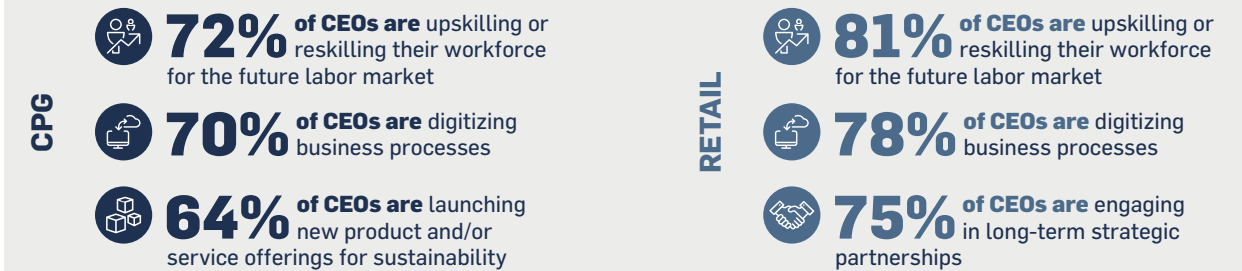 CPG
72% of CEOs are upskilling or
reskilling their workforce
for the future labor market
70% of CEOs are digitizing
business processes
64% of CEOs are launching
new product and/or
service offerings for sustainability
RETAIL
81% of CEOs are upskilling or
reskilling their workforce
for the future labor market
78% of CEOs are digitizing
business processes
75% of CEOs are engaging
in long-term strategic
partnerships